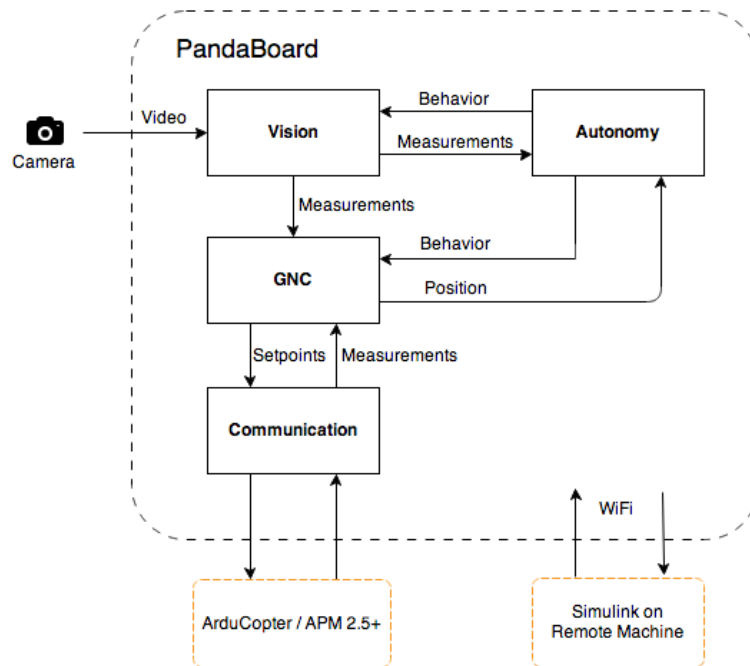 PandaBoard
Behavior
Video
Vision
Autonomy
Measurements
Camera
Measurements
Behavior
GNC
Position
Setpoints
Measurements
Communication
WiFi
ArduCopter / APM 2.5+
Simulink on
Remote Machine